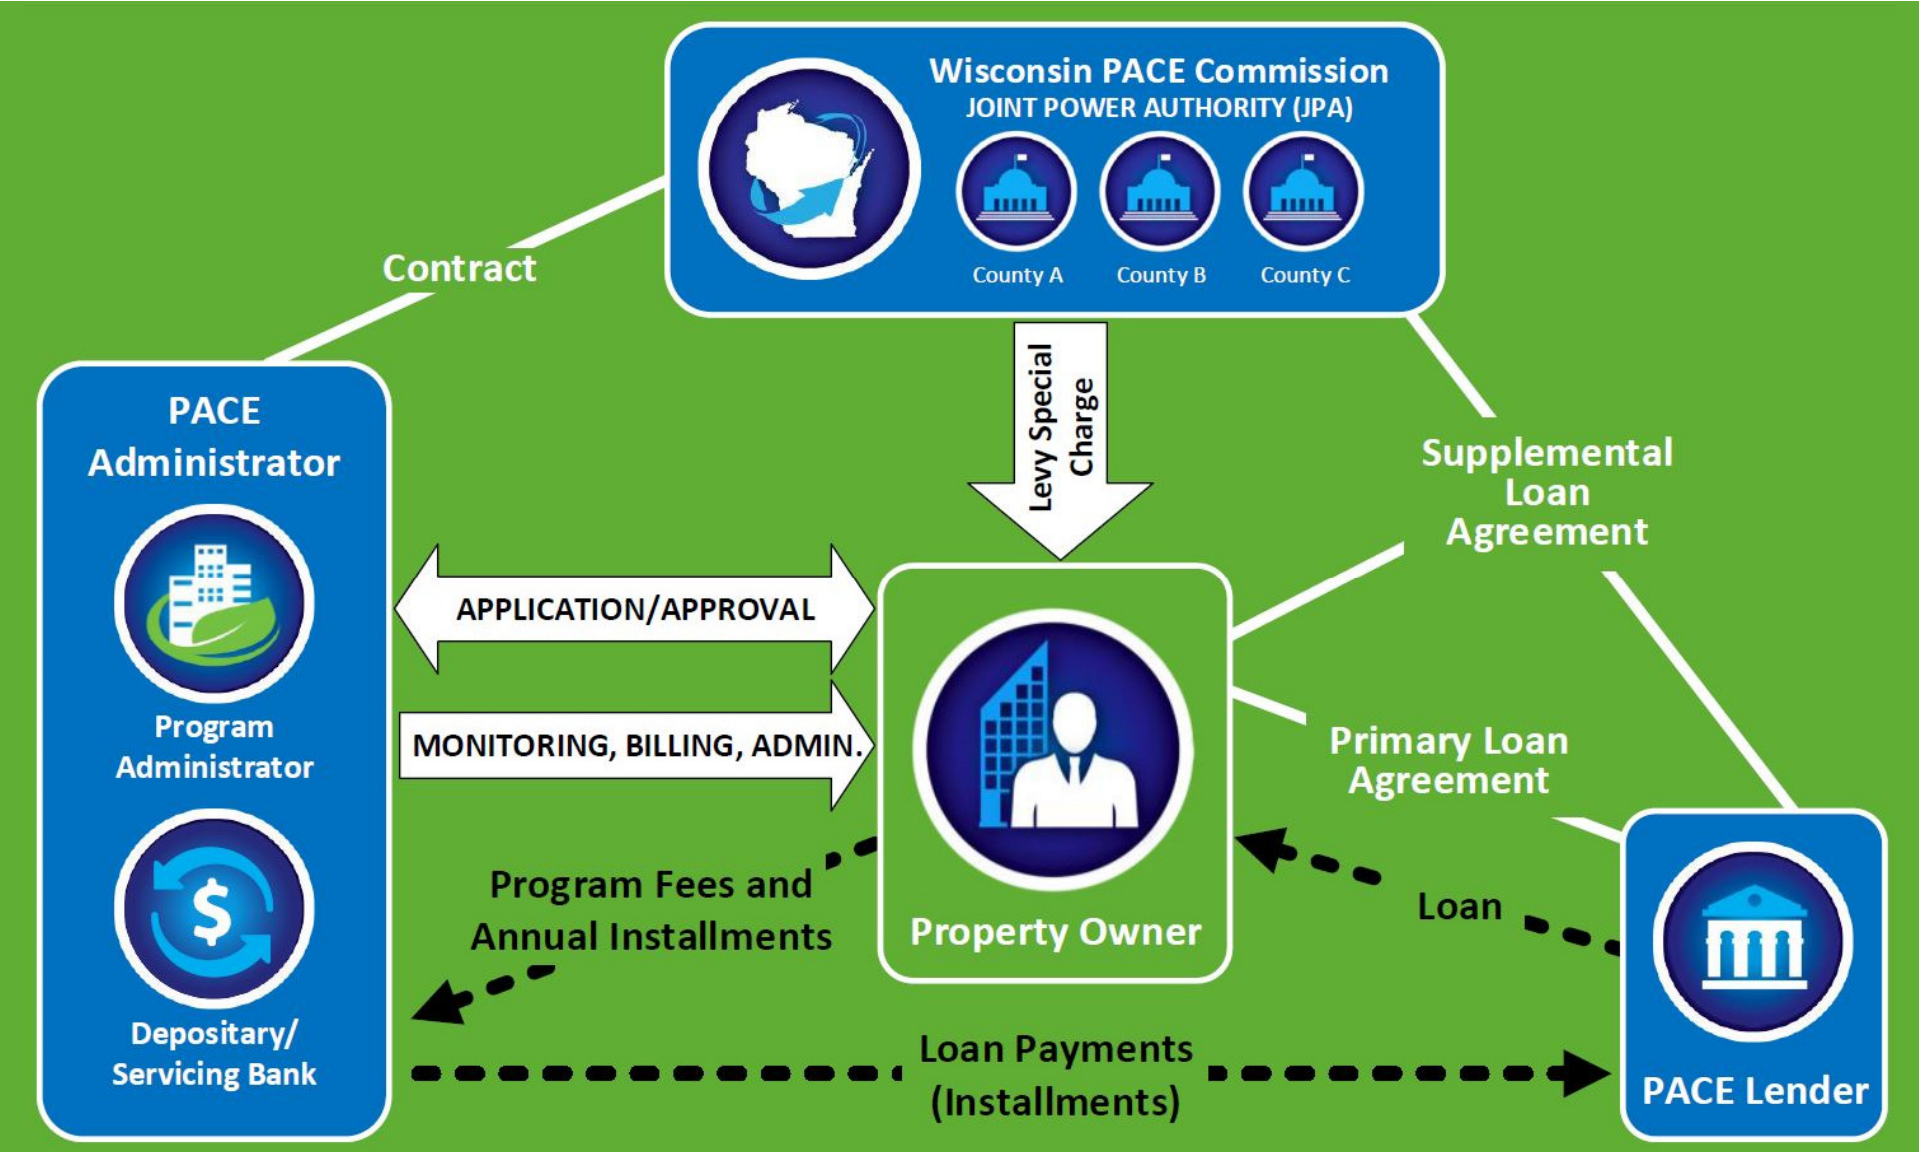 Wisconsin PACE Commission
JOINT POWER AUTHORITY (JPA)
County A
County B
County C
Contract
Levy Special
Charge
PACE
Administrator
Program
Administrator
Depositary/
Servicing Bank
Supplemental
Loan
Agreement
APPLICATION/APPROVAL
MONITORING, BILLING, ADMIN.
Primary Loan
Agreement
Program Fees and
Annual Installments
Property Owner
Loan
$
Loan Payments
(Installments)
PACE Lender